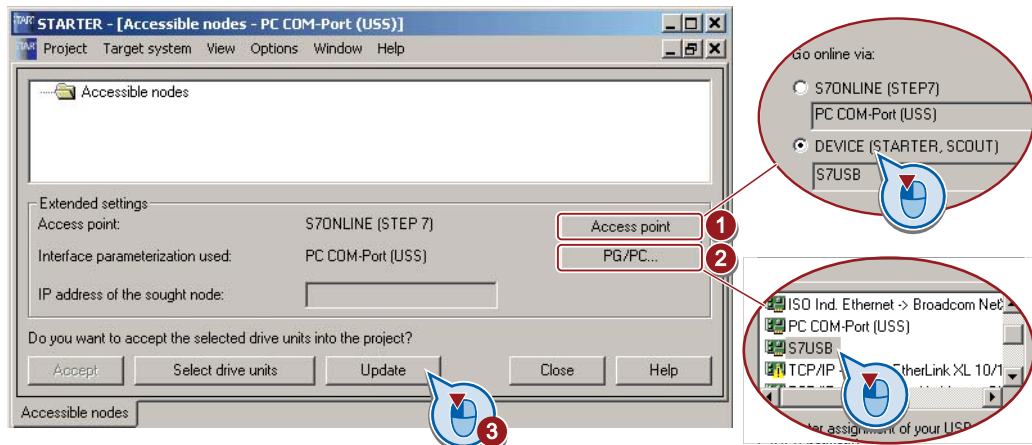 STARTER - [Accessible nodes - PC COM-Port (USS)]
Project Target system View Options Window Help
Accessible nodes
Extended settings
Access point: S7ONLINE (STEP 7) Access point 1
Interface parameterization used: PC COM-Port (USS) PG/PC... 2
IP address of the sought node:
Do you want to accept the selected drive units into the project?
Accept Select drive units Update Close Help
3
Accessible nodes
Go online via:
S7ONLINE (STEP7)
PC COM-Port (USS)
DEVICE (STARTER, SCOUT)
S7USB
ISO Ind. Ethernet -> Broadcom Net
PC COM-Port (USS)
S7USB
TCP/IP EtherLink XL 10/1
assignment of your USB